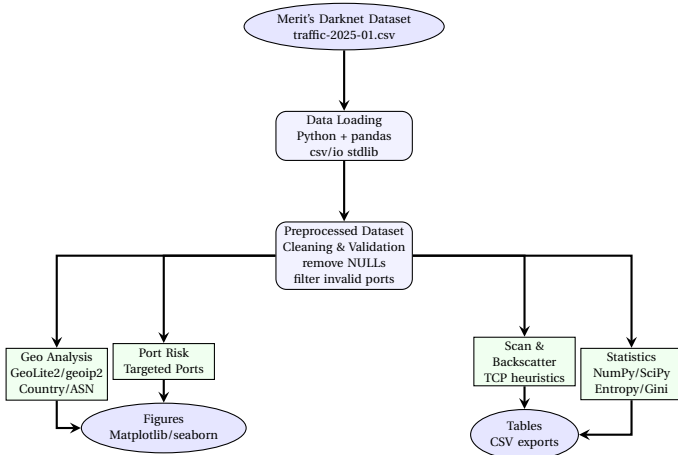 Merit's Darknet Dataset
traffic-2025-01.csv
Data Loading
Python + pandas
csv/io stdlib
Preprocessed Dataset
Cleaning & Validation
remove NULLs
filter invalid ports
Geo Analysis
GeoLite2/geoip2
Country/ASN
Port Risk
Targeted Ports
Scan &
Backscatter
TCP heuristics
Statistics
NumPy/SciPy
Entropy/Gini
Figures
Matplotlib/seaborn
Tables
CSV exports